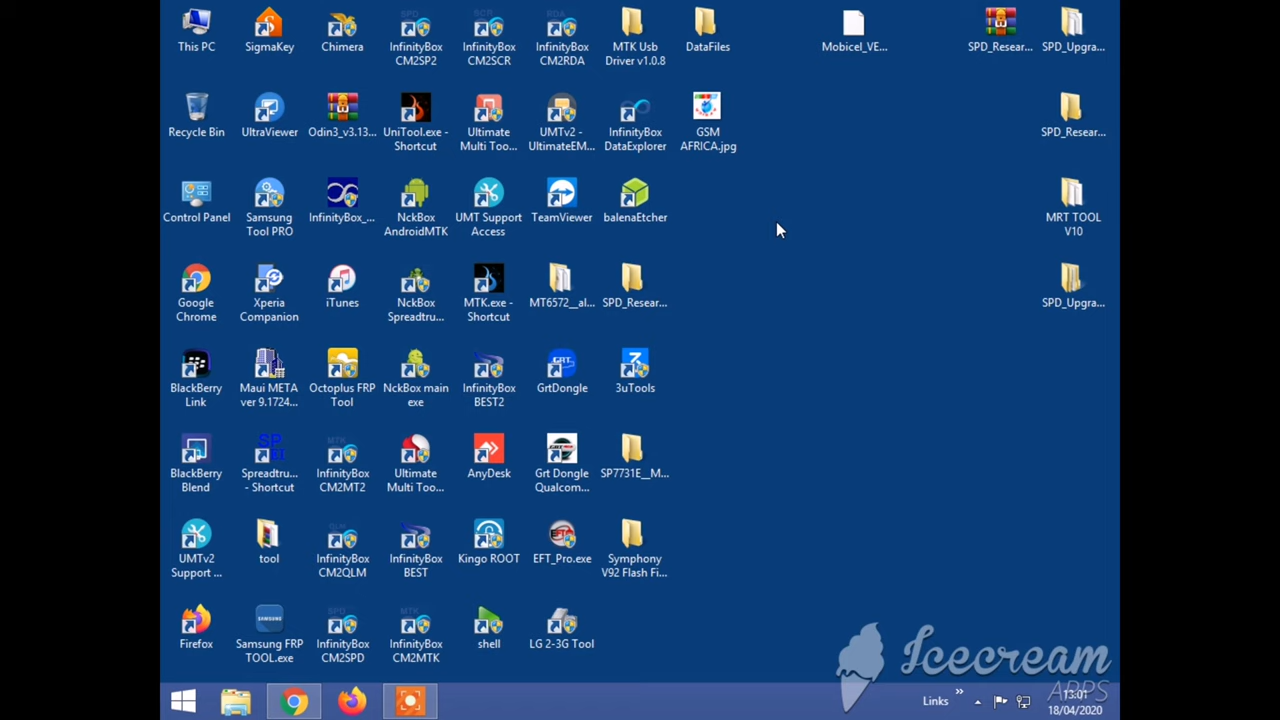 This PC
SigmaKey
Chimera
InfinityBox
CM2SP2
InfinityBox
CM2SCR
InfinityBox
CM2RDA
MTK Usb
Driver v1.0.8
DataFiles
Mobicel_VE...
SPD_Resear...
SPD_Upgra...
Recycle Bin
UltraViewer
Odin3_v3.13...
UniTool.exe -
Shortcut
Ultimate
Multi Too...
UMTv2 -
UltimateEM...
InfinityBox
DataExplorer
GSM
AFRICA.jpg
SPD_Resear...
Control Panel
Samsung
Tool PRO
InfinityBox_...
NckBox
AndroidMTK
UMT Support
Access
TeamViewer
balenaEtcher
MRT TOOL
V10
Google
Chrome
Xperia
Companion
iTunes
NckBox
Spreadtru...
MTK.exe -
Shortcut
MT6572__al...
SPD_Resear...
SPD_Upgra...
BlackBerry
Link
Maui META
ver 9.1724...
Octoplus FRP
Tool
NckBox main
exe
InfinityBox
BEST2
GrtDongle
3uTools
BlackBerry
Blend
Spreadtru...
- Shortcut
InfinityBox
CM2MT2
Ultimate
Multi Too...
AnyDesk
Grt Dongle
Qualcom...
SP7731E__M...
UMTv2
Support ...
tool
InfinityBox
CM2QLM
InfinityBox
BEST
Kingo ROOT
EFT_Pro.exe
Symphony
V92 Flash Fi...
Firefox
Samsung FRP
TOOL.exe
InfinityBox
CM2SPD
InfinityBox
CM2MTK
shell
LG 2-3G Tool
Icecream
APPS
Links
13:01
18/04/2020